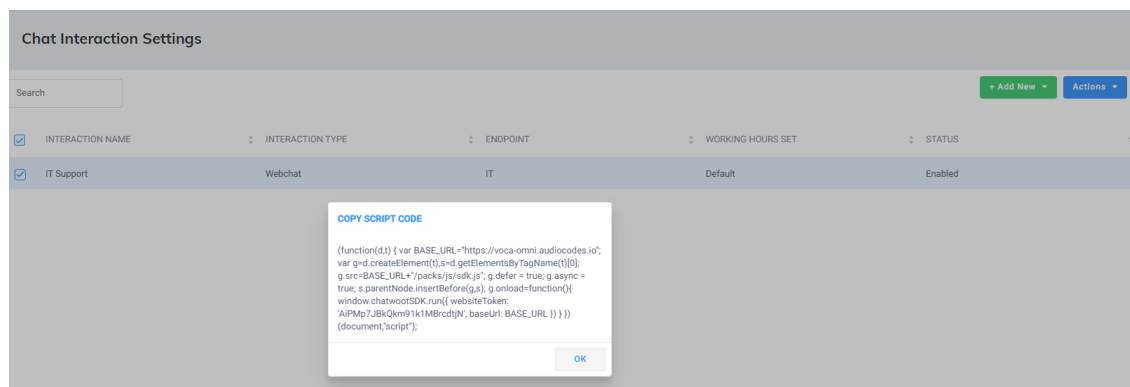 Chat Interaction Settings
Search
+ Add New
Actions
INTERACTION NAME INTERACTION TYPE ENDPOINT WORKING HOURS SET STATUS
IT Support Webchat IT Default Enabled
COPY SCRIPT CODE
(function(d,t) { var BASE_URL="https://voca-omni.audiocodes.io";
var g=d.createElement(t),s=d.getElementsByTagName(t)[0];
g.src=BASE_URL+"/packs/js/sdk.js"; g.defer = true; g.async =
true; s.parentNode.insertBefore(g,s); g.onload=function(){
window.chatwootSDK.run({ websiteToken:
'AiPMp7JBkQkm91k1MBrcdtjN', baseUrl: BASE_URL }) } })
(document,"script");
OK